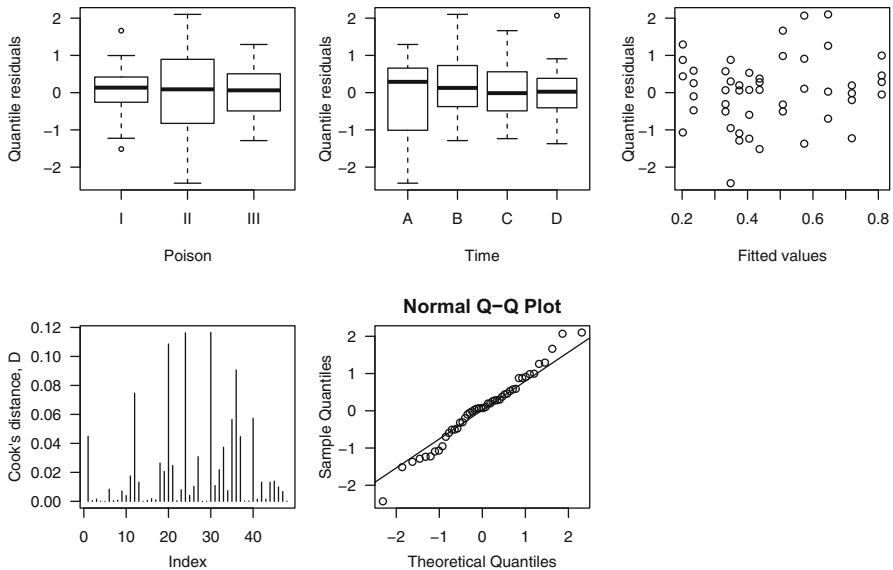 Quantile residuals
2
1
0
−1
−2
I
II
III
Poison
Quantile residuals
2
1
0
−1
−2
A
B
C
D
Time
Quantile residuals
2
1
0
−1
−2
0.2
0.4
0.6
0.8
Fitted values
Cook's distance, D
0.12
0.10
0.08
0.06
0.04
0.02
0.00
0
10
20
30
40
Index
Normal Q−Q Plot
Sample Quantiles
2
1
0
−1
−2
−2
−1
0
1
2
Theoretical Quantiles